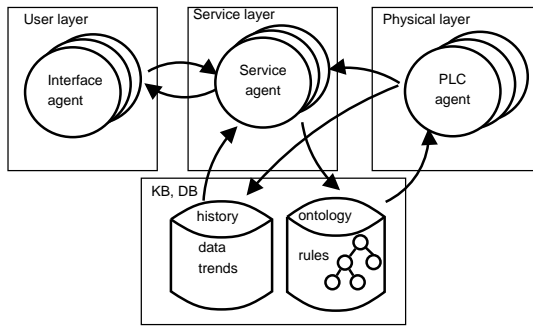 User layer
Interface
agent
Service layer
Service
agent
Physical layer
PLC
agent
KB, DB
history
data
trends
ontology
rules